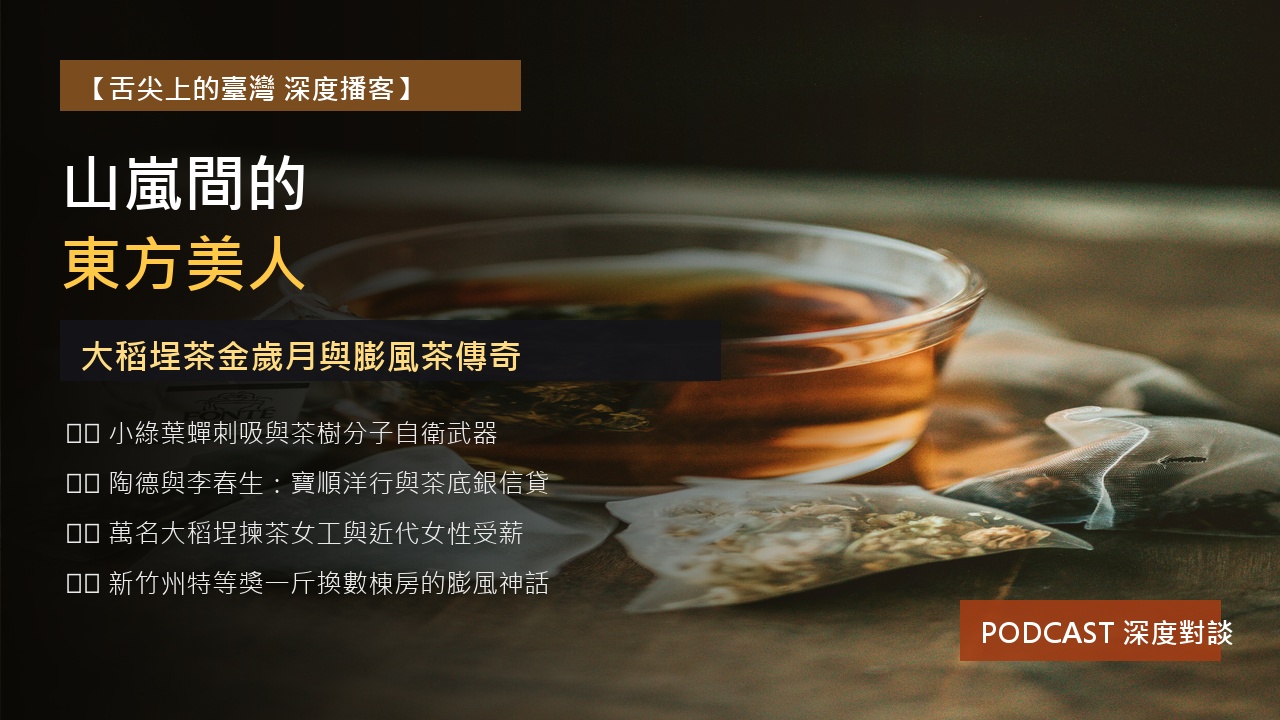 【舌尖上的臺灣 深度播客】
山嵐間的
東方美人
大稻埕茶金歲月與膨風茶傳奇
□□ 小綠葉蟬刺吸與茶樹分子自衛武器
□□ 陶德與李春生：寶順洋行與茶底銀信貸
□□ 萬名大稻埕揀茶女工與近代女性受薪
□□ 新竹州特等獎一斤換數棟房的膨風神話
PODCAST 深度對談